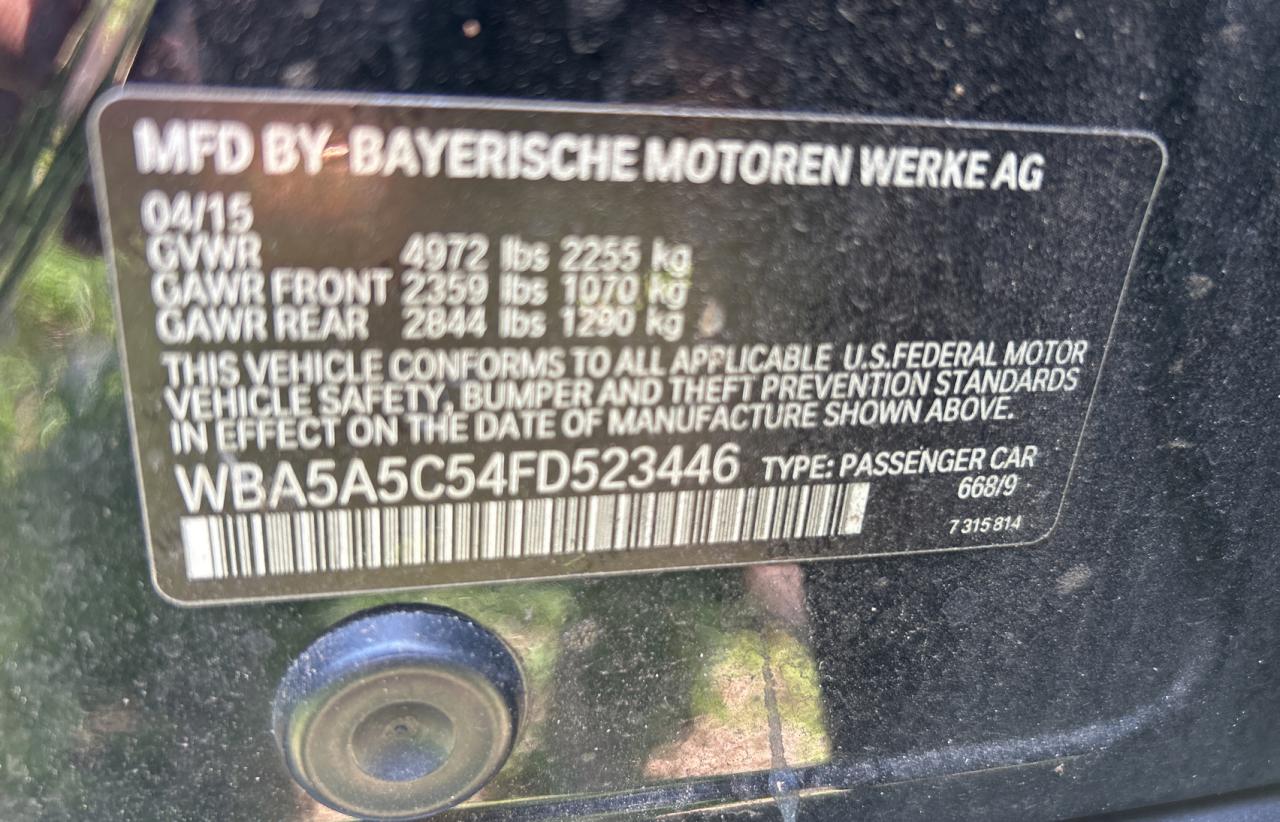 MFD BY BAYERISCHE MOTOREN WERKE AG
04/15
GVWR 4972 lbs 2255 kg
GAWR FRONT 2359 lbs 1070 kg
GAWR REAR 2844 lbs 1290 kg
THIS VEHICLE CONFORMS TO ALL APPLICABLE U.S.FEDERAL MOTOR
VEHICLE SAFETY, BUMPER AND THEFT PREVENTION STANDARDS
IN EFFECT ON THE DATE OF MANUFACTURE SHOWN ABOVE.
WBA5A5C54FD523446 TYPE: PASSENGER CAR
668/9
7 315 814